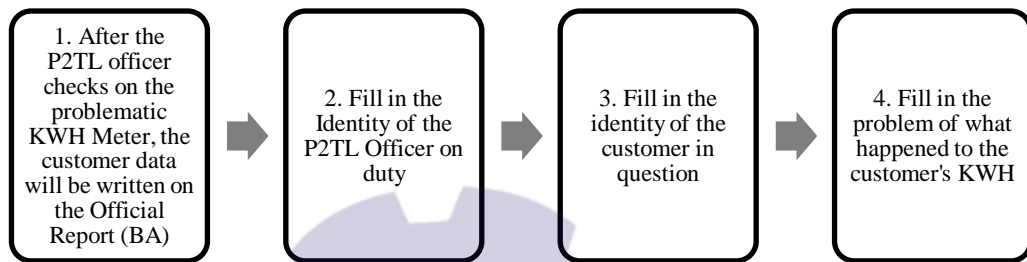 1. After the
P2TL officer
checks on the
problematic
KWH Meter, the
customer data
will be written on
the Official
Report (BA)
2. Fill in the
Identity of the
P2TL Officer on
duty
3. Fill in the
identity of the
customer in
question
4. Fill in the
problem of what
happened to the
customer's KWH